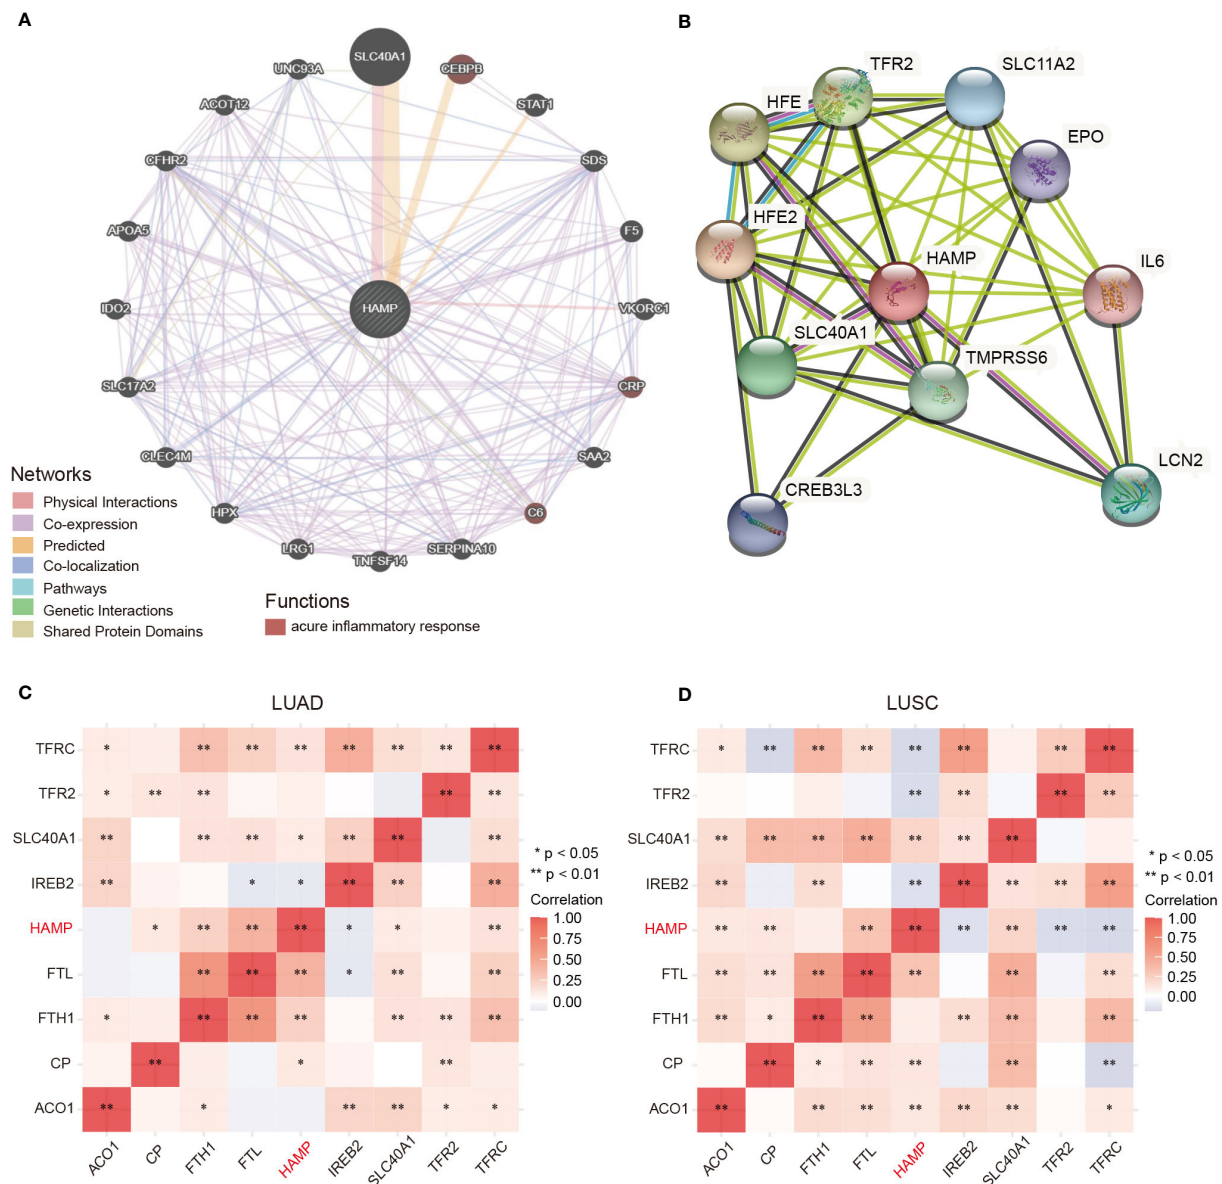 A
SLC40A1
UNC93A
CEBPB
ACOT12
STAT1
CFHR2
SDS
APOA5
F5
IDO2
HAMP
VKORC1
SLC17A2
CRP
CLEC4M
SAA2
HPX
C6
LRG1
TNFSF14
SERPINA10
Networks
Physical Interactions
Co-expression
Predicted
Co-localization
Pathways
Genetic Interactions
Shared Protein Domains
Functions
acure inflammatory response
B
TFR2
SLC11A2
HFE
EPO
HFE2
HAMP
IL6
SLC40A1
TMPRSS6
LCN2
CREB3L3
C
LUAD
TFRC * ** ** ** ** ** ** **
TFR2 * ** ** ** **
SLC40A1 ** ** ** * ** ** **
IREB2 ** * * ** ** **
HAMP * ** ** ** * * **
FTL ** ** ** * ** **
FTH1 * ** ** ** ** ** **
CP ** * **
ACO1 ** * ** ** * *
ACO1 CP FTH1 FTL HAMP IREB2 SLC40A1 TFR2 TFRC
* p < 0.05
** p < 0.01
Correlation
1.00
0.75
0.50
0.25
0.00
D
LUSC
TFRC * ** ** ** ** ** ** **
TFR2 ** ** ** **
SLC40A1 ** ** ** ** ** ** **
IREB2 ** ** ** ** ** ** **
HAMP ** ** ** ** ** ** ** **
FTL ** ** ** ** ** ** **
FTH1 ** * ** ** ** ** **
CP ** * ** ** ** **
ACO1 ** ** ** ** ** ** *
ACO1 CP FTH1 FTL HAMP IREB2 SLC40A1 TFR2 TFRC
* p < 0.05
** p < 0.01
Correlation
1.00
0.75
0.50
0.25
0.00